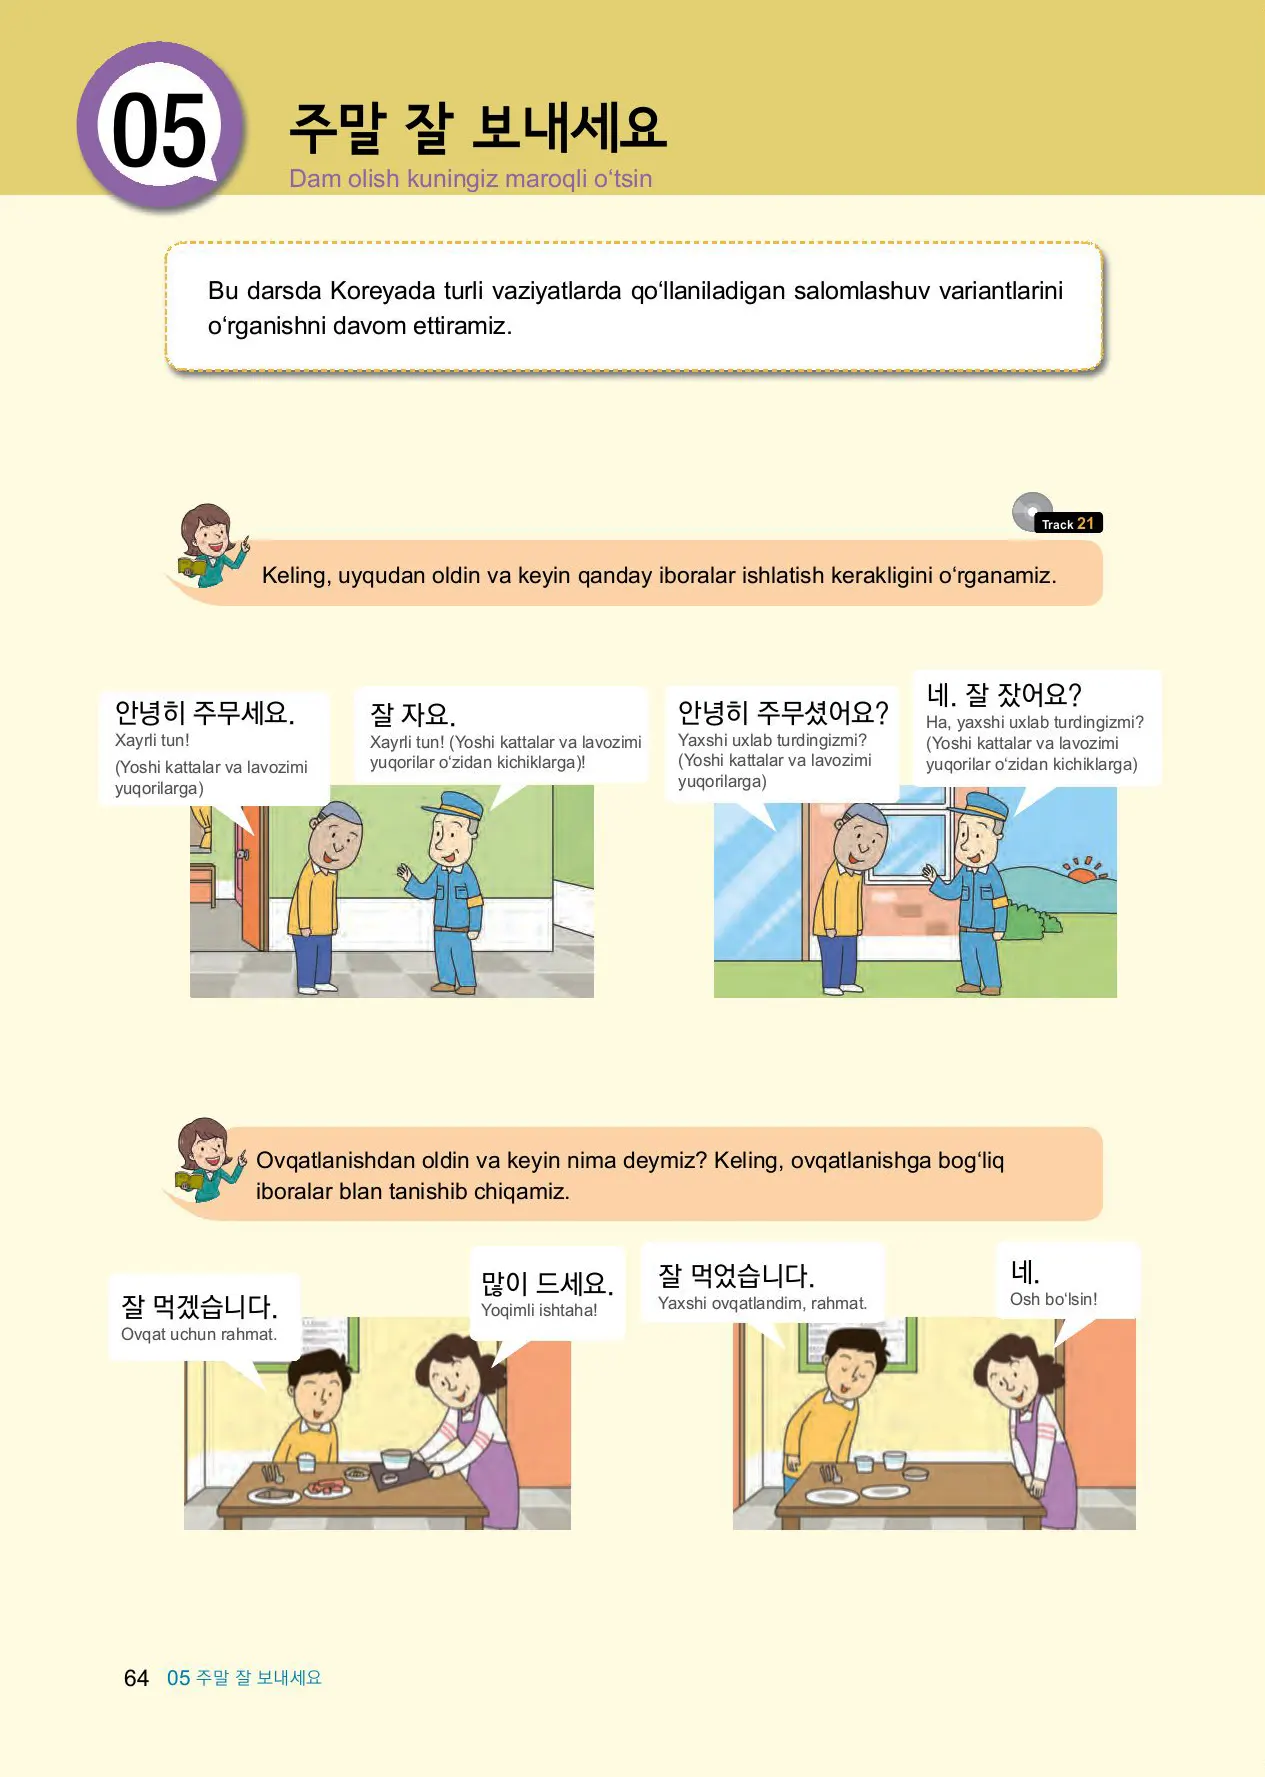 05
주말 잘 보내세요
Dam olish kuningiz maroqli o‘tsin
Bu darsda Koreyada turli vaziyatlarda qo‘llaniladigan salomlashuv variantlarini
o‘rganishni davom ettiramiz.
Track 21
Keling, uyqudan oldin va keyin qanday iboralar ishlatish kerakligini o‘rganamiz.
안녕히 주무세요.
Xayrli tun!
(Yoshi kattalar va lavozimi
yuqorilarga)
잘 자요.
Xayrli tun! (Yoshi kattalar va lavozimi
yuqorilar o‘zidan kichiklarga)!
안녕히 주무셨어요?
Yaxshi uxlab turdingizmi?
(Yoshi kattalar va lavozimi
yuqorilarga)
네. 잘 잤어요?
Ha, yaxshi uxlab turdingizmi?
(Yoshi kattalar va lavozimi
yuqorilar o‘zidan kichiklarga)
Ovqatlanishdan oldin va keyin nima deymiz? Keling, ovqatlanishga bog‘liq
iboralar blan tanishib chiqamiz.
잘 먹겠습니다.
Ovqat uchun rahmat.
많이 드세요.
Yoqimli ishtaha!
잘 먹었습니다.
Yaxshi ovqatlandim, rahmat.
네.
Osh bo‘lsin!
64 05 주말 잘 보내세요